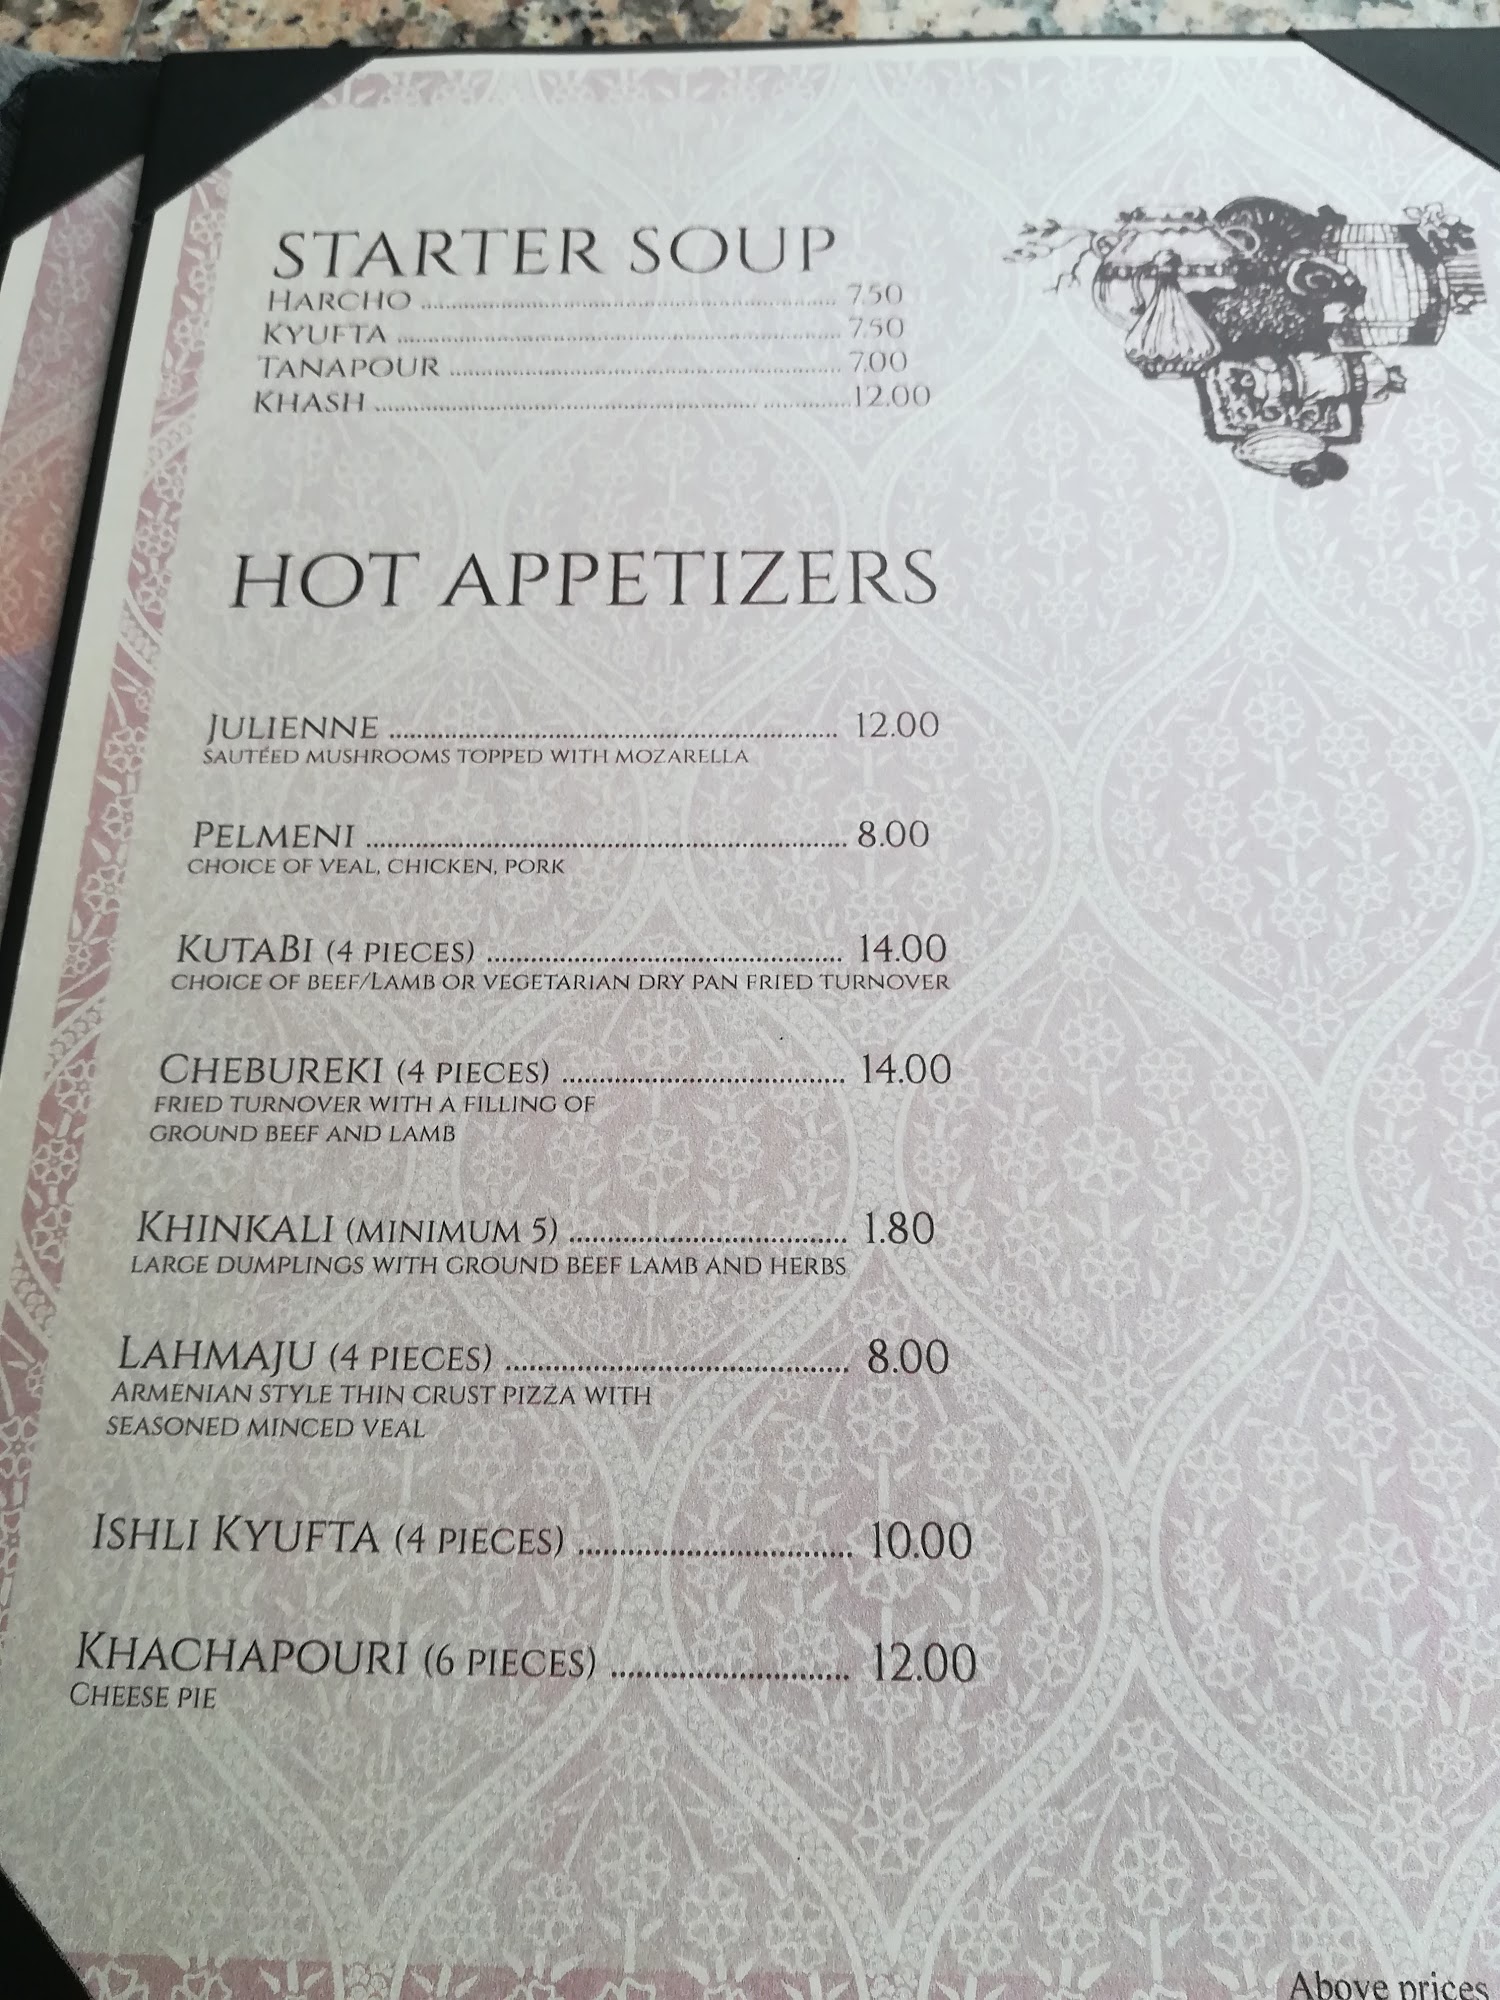 STARTER SOUP
HARCHO ........................ 7.50
KYUFTA ........................ 7.50
TANAPOUR ........................ 7.00
KHASH ........................ 12.00
HOT APPETIZERS
JULIENNE ........................ 12.00
SAUTÉED MUSHROOMS TOPPED WITH MOZARELLA
PELMENI ........................ 8.00
CHOICE OF VEAL, CHICKEN, PORK
KUTABI (4 PIECES) ........................ 14.00
CHOICE OF BEEF/LAMB OR VEGETARIAN DRY PAN FRIED TURNOVER
CHEBUREKI (4 PIECES) ........................ 14.00
FRIED TURNOVER WITH A FILLING OF
GROUND BEEF AND LAMB
KHINKALI (MINIMUM 5) ........................ 1.80
LARGE DUMPLINGS WITH GROUND BEEF LAMB AND HERBS
LAHMAJU (4 PIECES) ........................ 8.00
ARMENIAN STYLE THIN CRUST PIZZA WITH
SEASONED MINCED VEAL
ISHLI KYUFTA (4 PIECES) ........................ 10.00
KHACHAPOURI (6 PIECES) ........................ 12.00
CHEESE PIE
Above prices